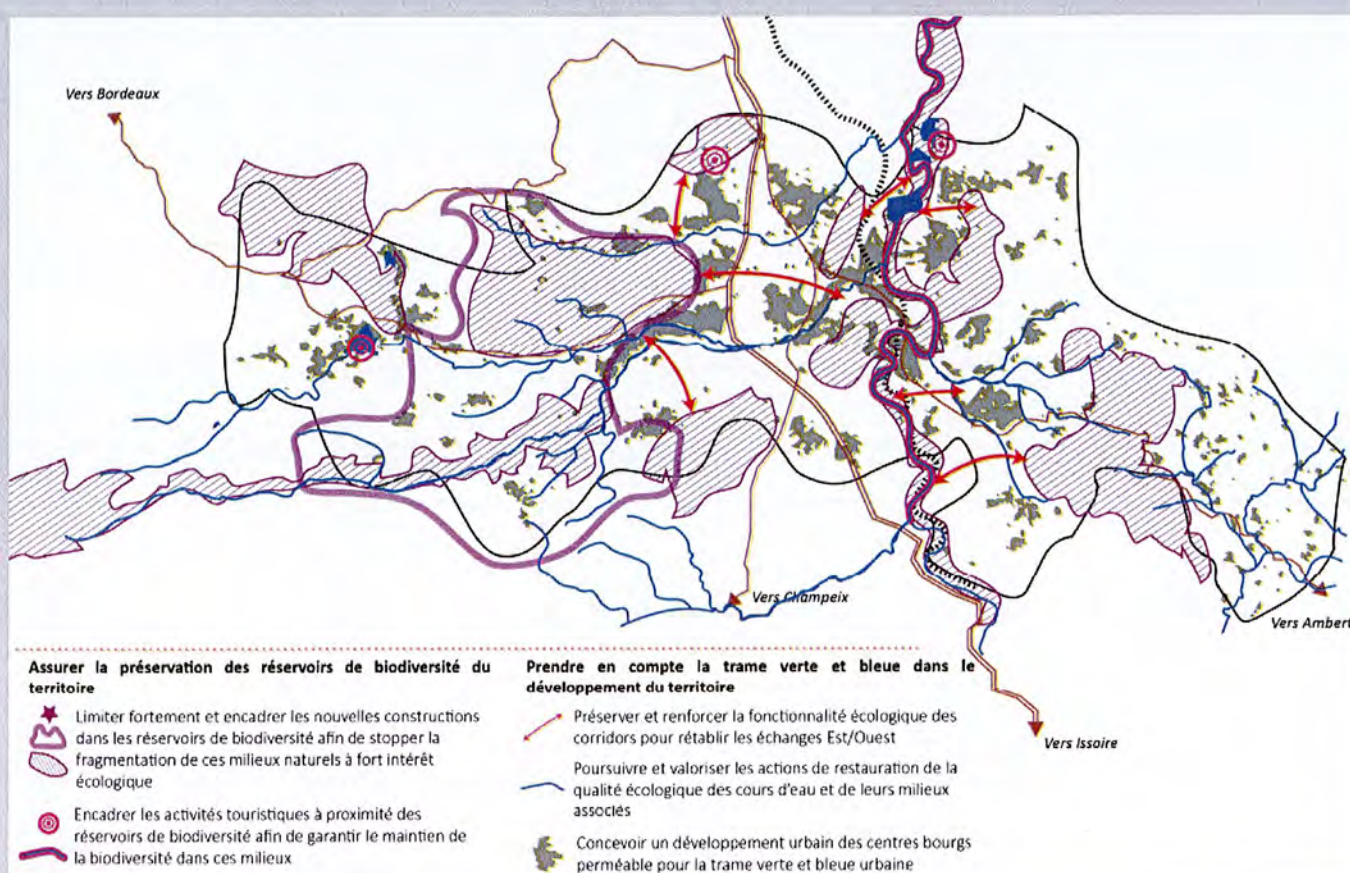 Vers Bordeaux
Vers Champeix
Vers Ambert
Vers Issoire
Assurer la préservation des réservoirs de biodiversité du
territoire
Limiter fortement et encadrer les nouvelles constructions
dans les réservoirs de biodiversité afin de stopper la
fragmentation de ces milieux naturels à fort intérêt
écologique
Encadrer les activités touristiques à proximité des
réservoirs de biodiversité afin de garantir le maintien de
la biodiversité dans ces milieux
Prendre en compte la trame verte et bleue dans le
développement du territoire
Préserver et renforcer la fonctionnalité écologique des
corridors pour rétablir les échanges Est/Ouest
Poursuivre et valoriser les actions de restauration de la
qualité écologique des cours d'eau et de leurs milieux
associés
Concevoir un développement urbain des centres bourgs
perméable pour la trame verte et bleue urbaine